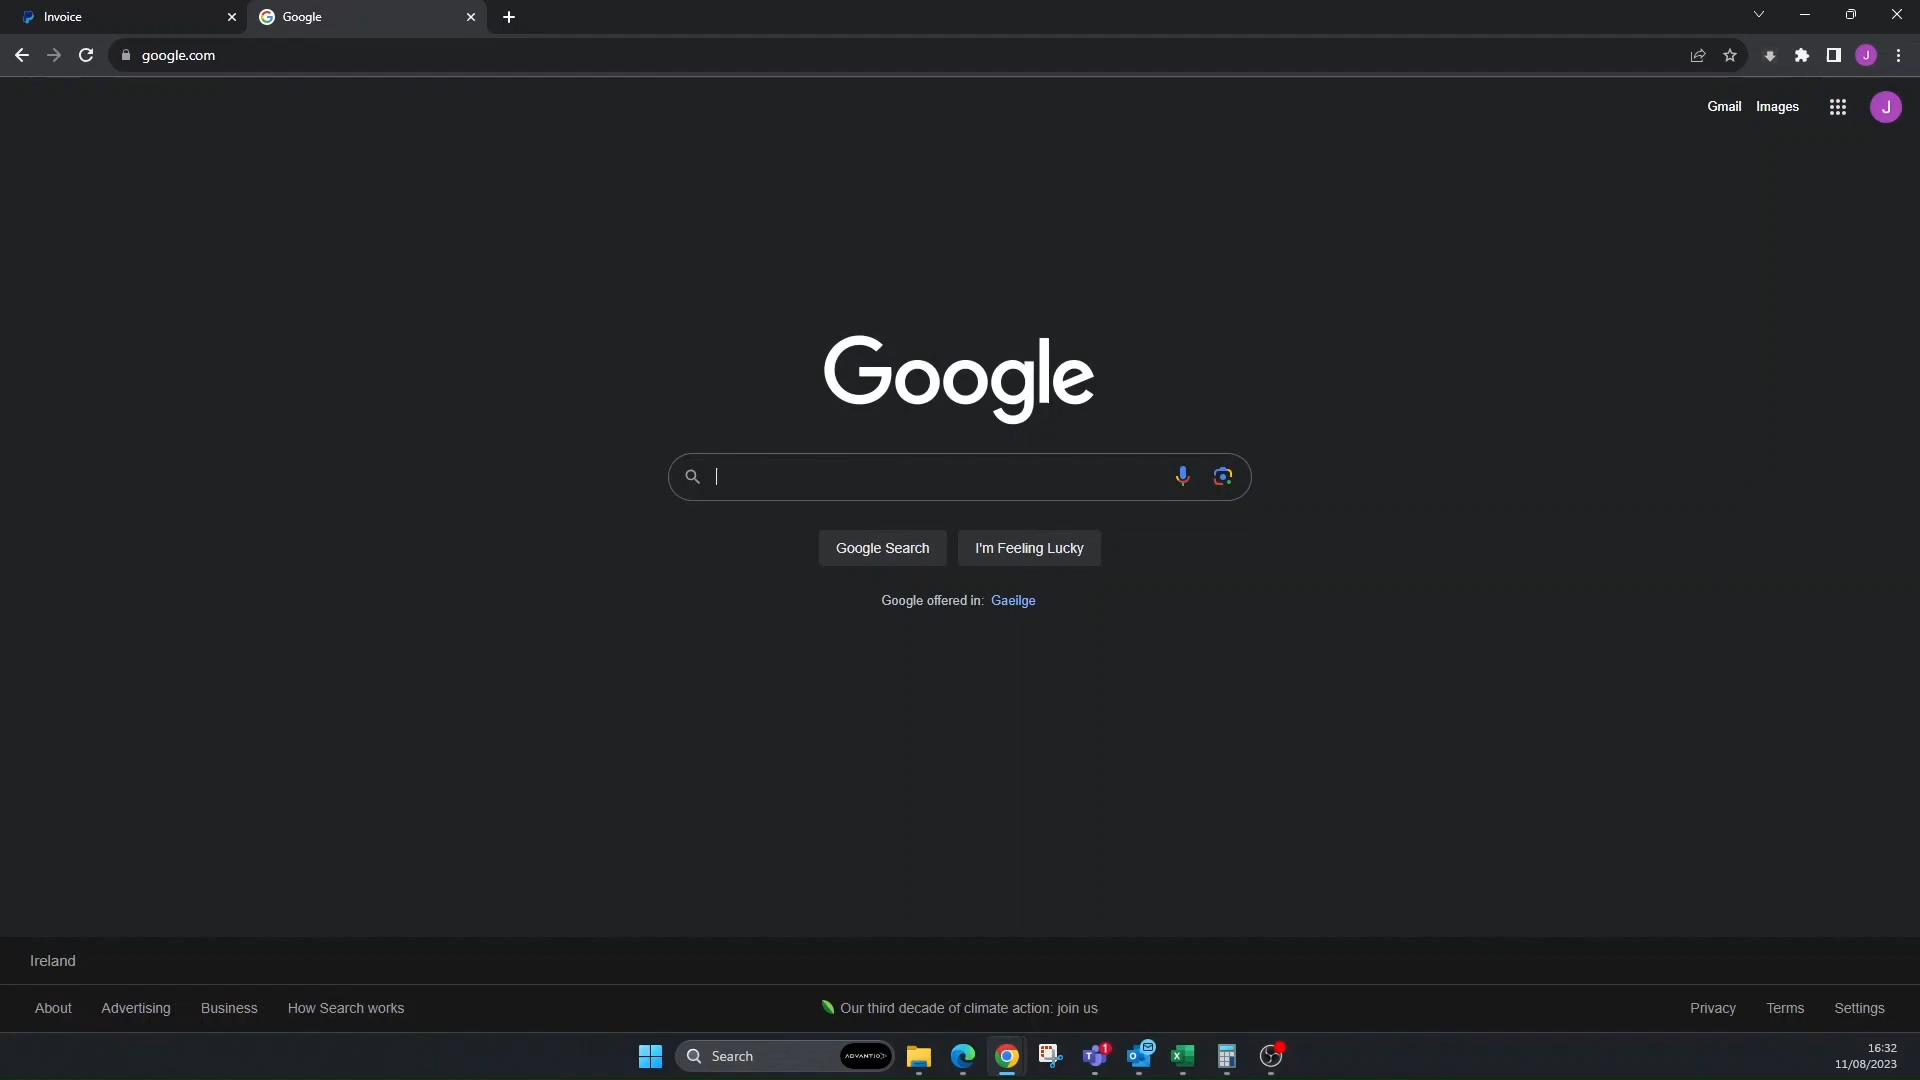 Invoice
Google
google.com
J
Gmail
Images
J
Google
Google Search
I'm Feeling Lucky
Google offered in: Gaeilge
Ireland
About
Advertising
Business
How Search works
Our third decade of climate action: join us
Privacy
Terms
Settings
Search
ADVANTIO
1
16:32
11/08/2023